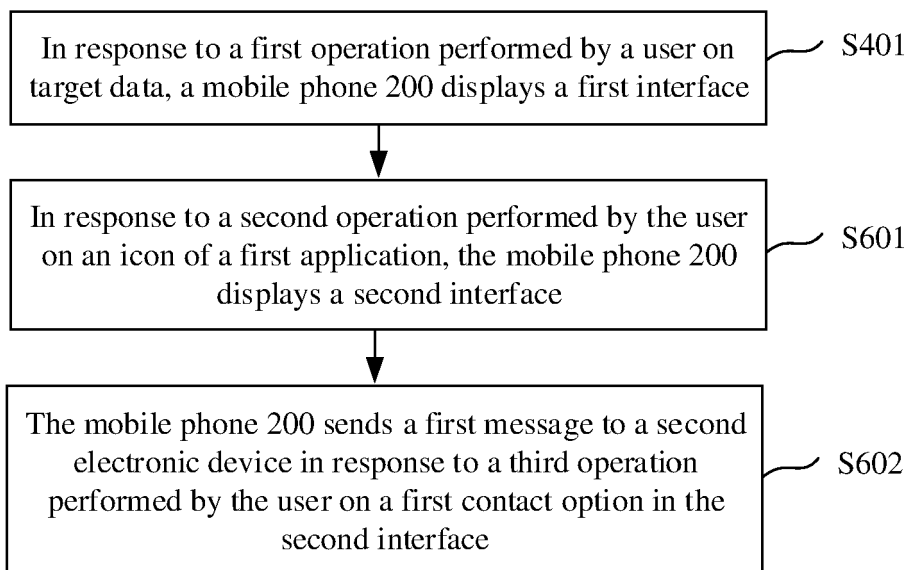 In response to a first operation performed by a user on
target data, a mobile phone 200 displays a first interface
S401
In response to a second operation performed by the user
on an icon of a first application, the mobile phone 200
displays a second interface
S601
The mobile phone 200 sends a first message to a second
electronic device in response to a third operation
performed by the user on a first contact option in the
second interface
S602